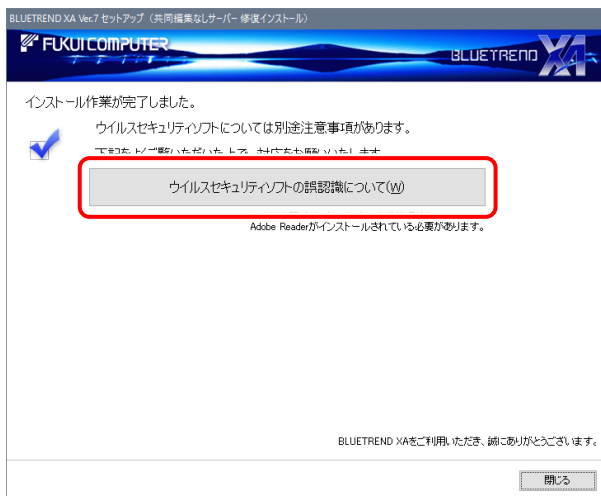 BLUETREND XA Ver.7 セットアップ（共同編集なしサーバー 修復インストール）
FUKUI COMPUTER
BLUETREND XA
インストール作業が完了しました。
ウイルスセキュリティソフトについては別途注意事項があります。
下記をよくご覧いただいた上で、対応をお願いいたします
ウイルスセキュリティソフトの誤認識について(W)
Adobe Readerがインストールされている必要があります。
BLUETREND XAをご利用いただき、誠にありがとうございます。
閉じる